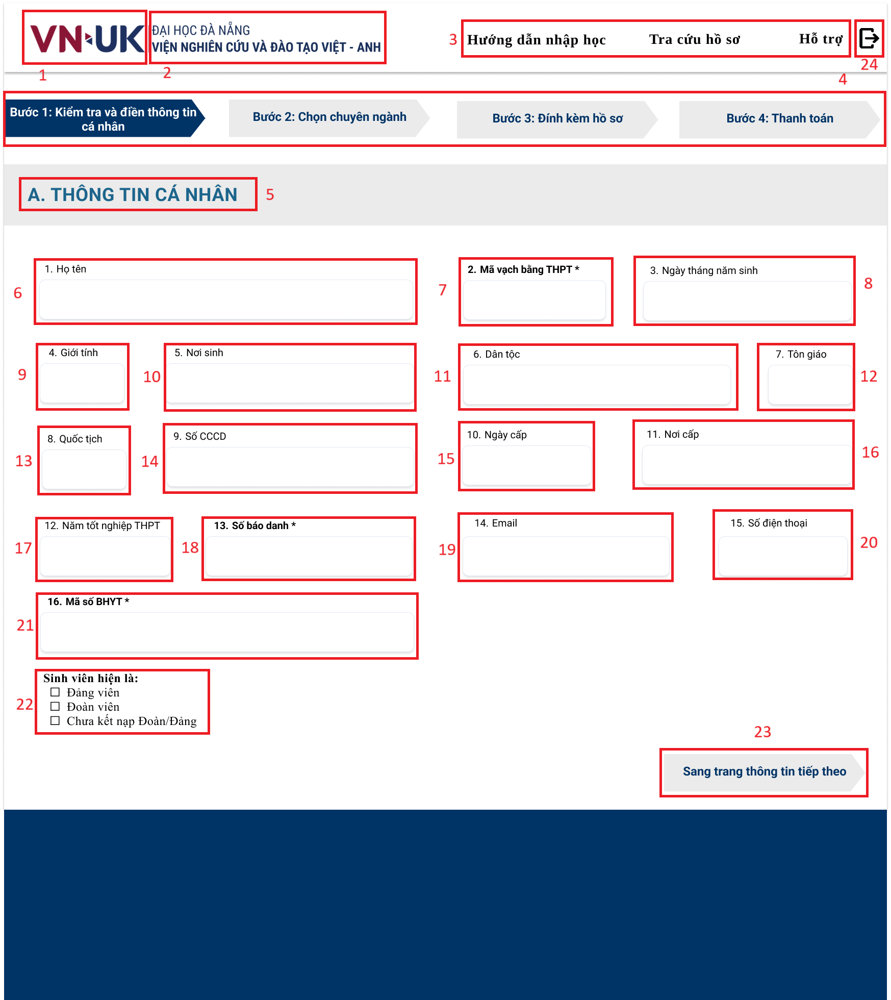 VN UK
ĐẠI HỌC ĐÀ NẴNG
VIỆN NGHIÊN CỨU VÀ ĐÀO TẠO VIỆT - ANH
3
Hướng dẫn nhập học
Tra cứu hồ sơ
Hỗ trợ
1
2
24
4
Bước 1: Kiểm tra và điền thông tin
cá nhân
Bước 2: Chọn chuyên ngành
Bước 3: Đính kèm hồ sơ
Bước 4: Thanh toán
A. THÔNG TIN CÁ NHÂN
5
1. Họ tên
2. Mã vạch bằng THPT *
3. Ngày tháng năm sinh
6
7
8
4. Giới tính
5. Nơi sinh
6. Dân tộc
7. Tôn giáo
9
10
11
12
8. Quốc tịch
9. Số CCCD
10. Ngày cấp
11. Nơi cấp
13
14
15
16
12. Năm tốt nghiệp THPT
13. Số báo danh *
14. Email
15. Số điện thoại
17
18
19
20
16. Mã số BHYT *
21
Sinh viên hiện là:
☐ Đảng viên
☐ Đoàn viên
☐ Chưa kết nạp Đoàn/Đảng
22
23
Sang trang thông tin tiếp theo